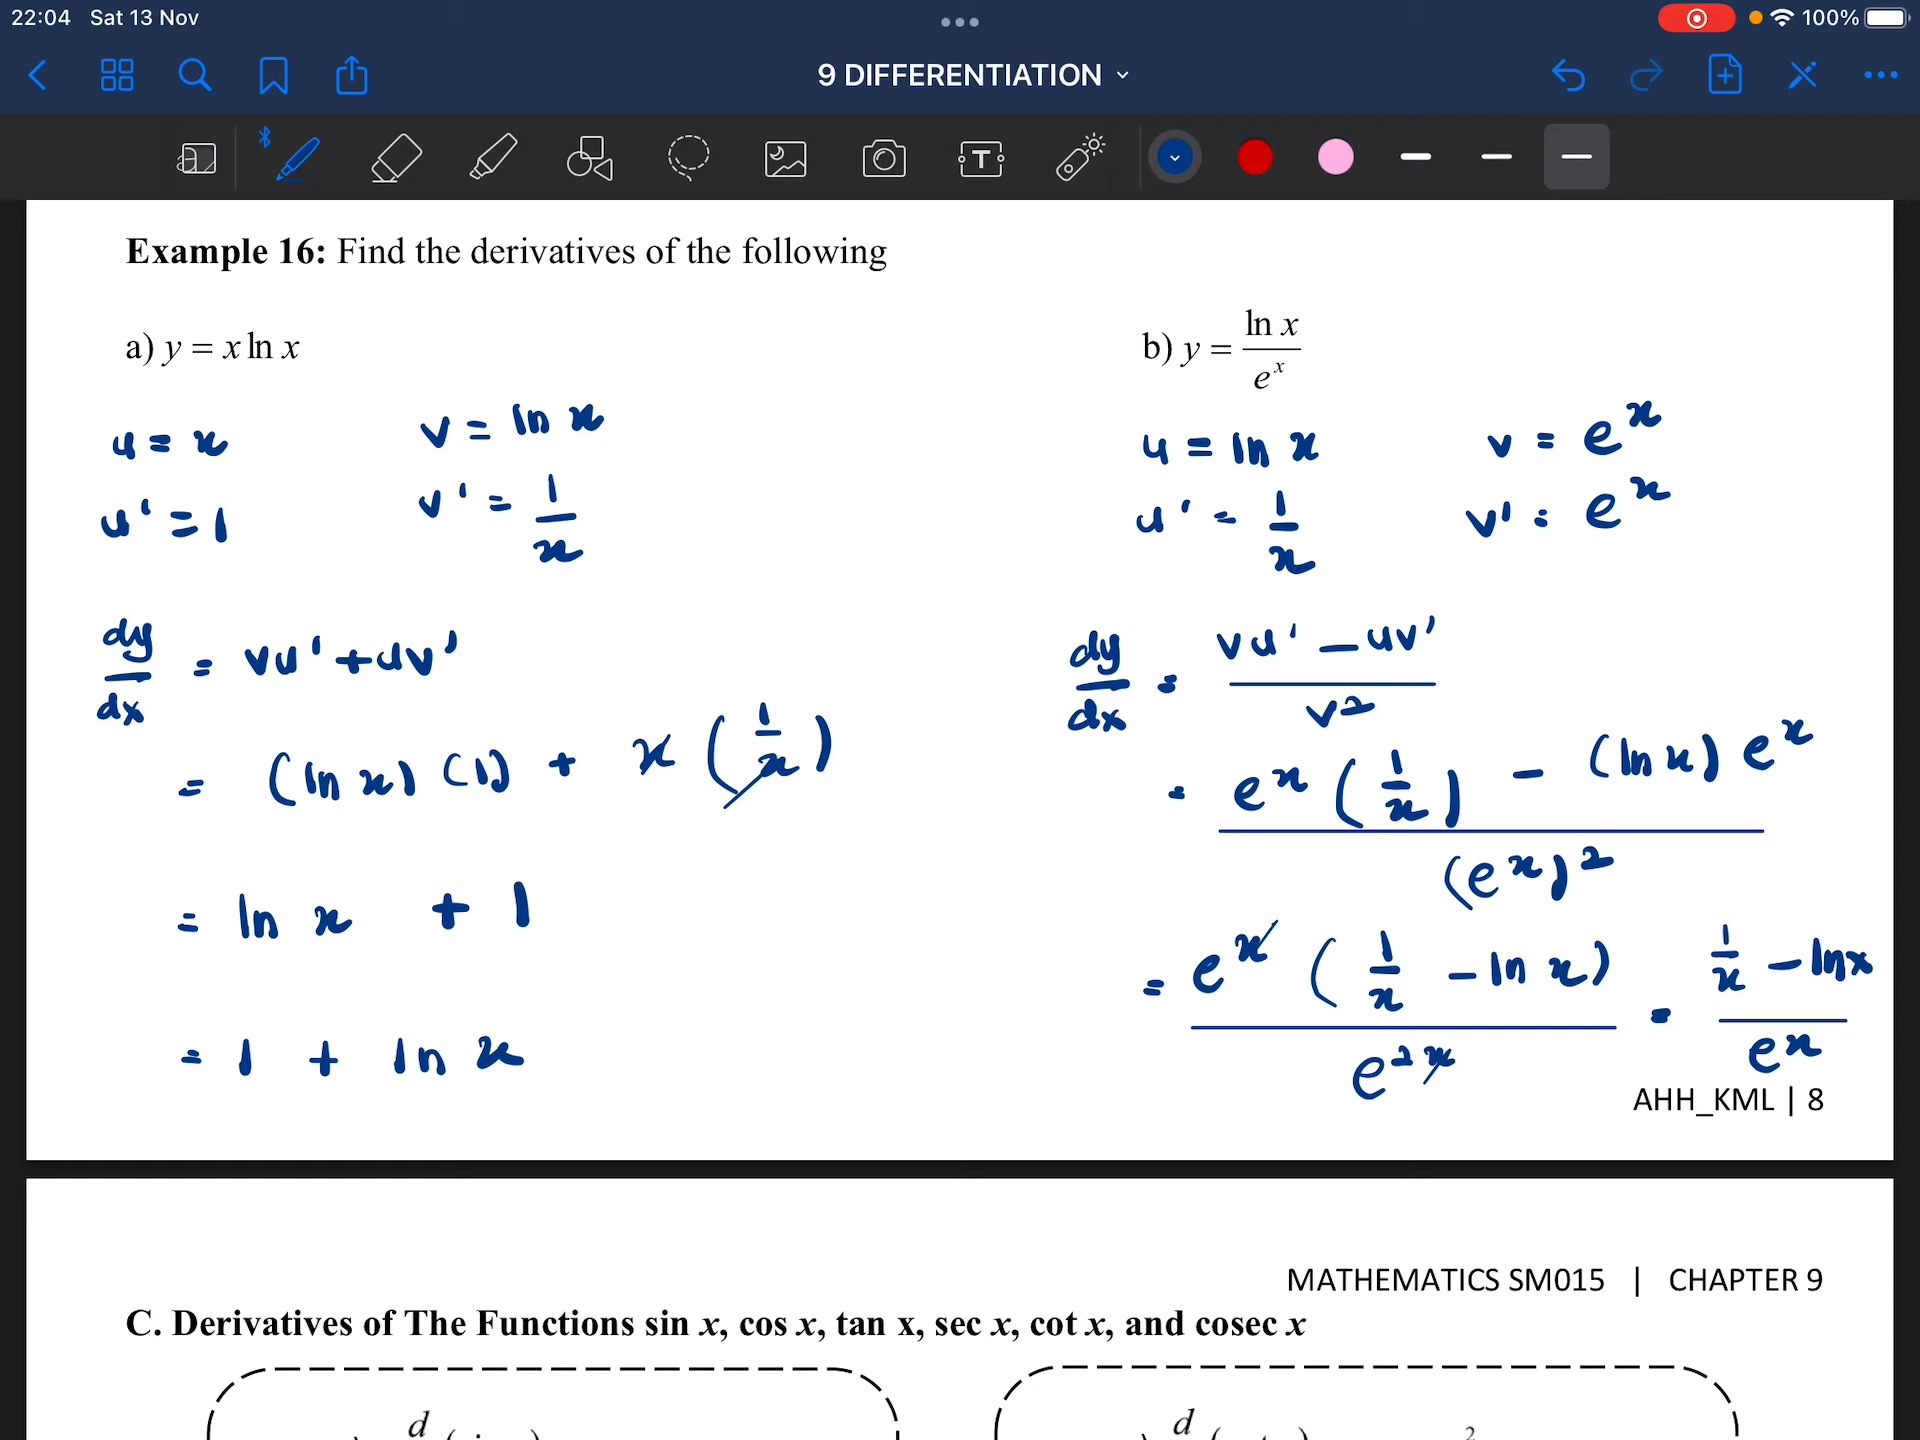 22:04 Sat 13 Nov
100%
9 DIFFERENTIATION
Example 16: Find the derivatives of the following
a) y = x ln x
u = x
v = ln x
u' = 1
v' = 1/x
dy/dx = vu' + uv'
= (ln x)(1) + x(1/x)
= ln x + 1
= 1 + ln x
b) y = ln x / e^x
u = ln x
v = e^x
u' = 1/x
v' = e^x
dy/dx = (vu' - uv') / v^2
= (e^x (1/x) - (ln x) e^x) / (e^x)^2
= e^x (1/x - ln x) / e^{2x} = (1/x - ln x) / e^x
AHH_KML | 8
MATHEMATICS SM015 | CHAPTER 9
C. Derivatives of The Functions sin x, cos x, tan x, sec x, cot x, and cosec x
d
d
2